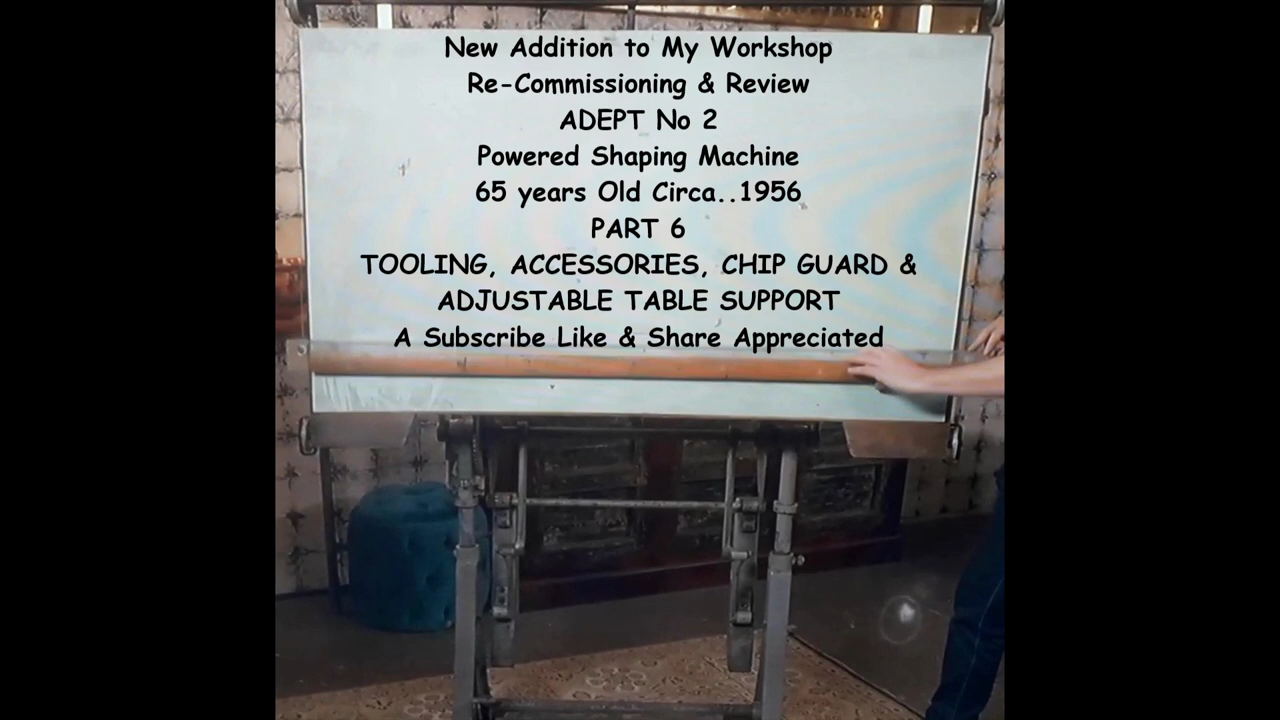 New Addition to My Workshop
Re-Commissioning & Review
ADEPT No 2
Powered Shaping Machine
65 years Old Circa..1956
PART 6
TOOLING, ACCESSORIES, CHIP GUARD &
ADJUSTABLE TABLE SUPPORT
A Subscribe Like & Share Appreciated